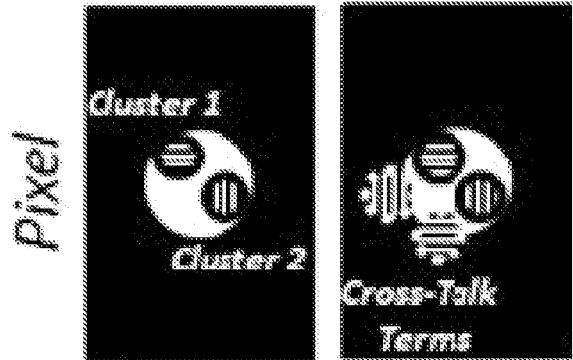 Pixel
Cluster 1
Cluster 2
Cross-Talk
Terms